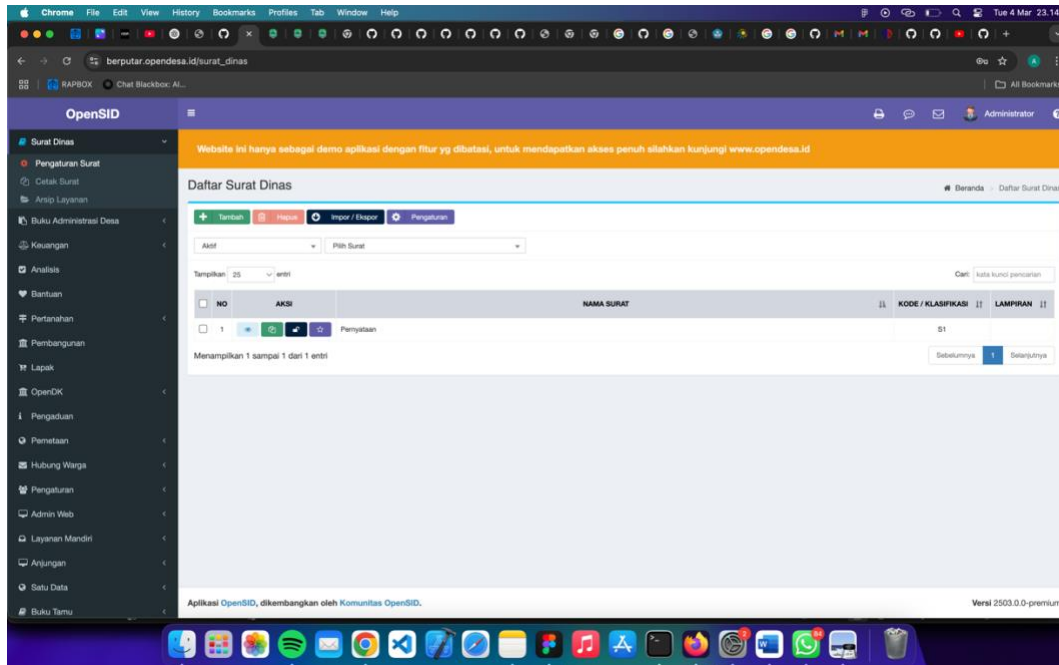 Chrome File Edit View History Bookmarks Profiles Tab Window Help
Tue 4 Mar 23.14
berputar.opendesa.id/surat_dinas
RAPBOX Chat Blackbox: AI... All Bookmarks
OpenSID Administrator
Surat Dinas
Pengaturan Surat
Cetak Surat
Arsip Layanan
Buku Administrasi Desa
Keuangan
Analisis
Bantuan
Pertanahan
Pembangunan
Lapak
OpenDK
Pengaduan
Pemetaan
Hubung Warga
Pengaturan
Admin Web
Layanan Mandiri
Anjungan
Satu Data
Buku Tamu
Website ini hanya sebagai demo aplikasi dengan fitur yg dibatasi, untuk mendapatkan akses penuh silahkan kunjungi www.opendesa.id
Daftar Surat Dinas Beranda > Daftar Surat Dinas
Tambah Hapus Impor / Ekspor Pengaturan
Aktif Pilih Surat
Tampilkan 25 entri Cari: kata kunci pencarian
NO AKSI NAMA SURAT KODE / KLASIFIKASI LAMPIRAN
1 Pernyataan S1
Menampilkan 1 sampai 1 dari 1 entri Sebelumnya 1 Selanjutnya
Aplikasi OpenSID, dikembangkan oleh Komunitas OpenSID. Versi 2503.0.0-premium